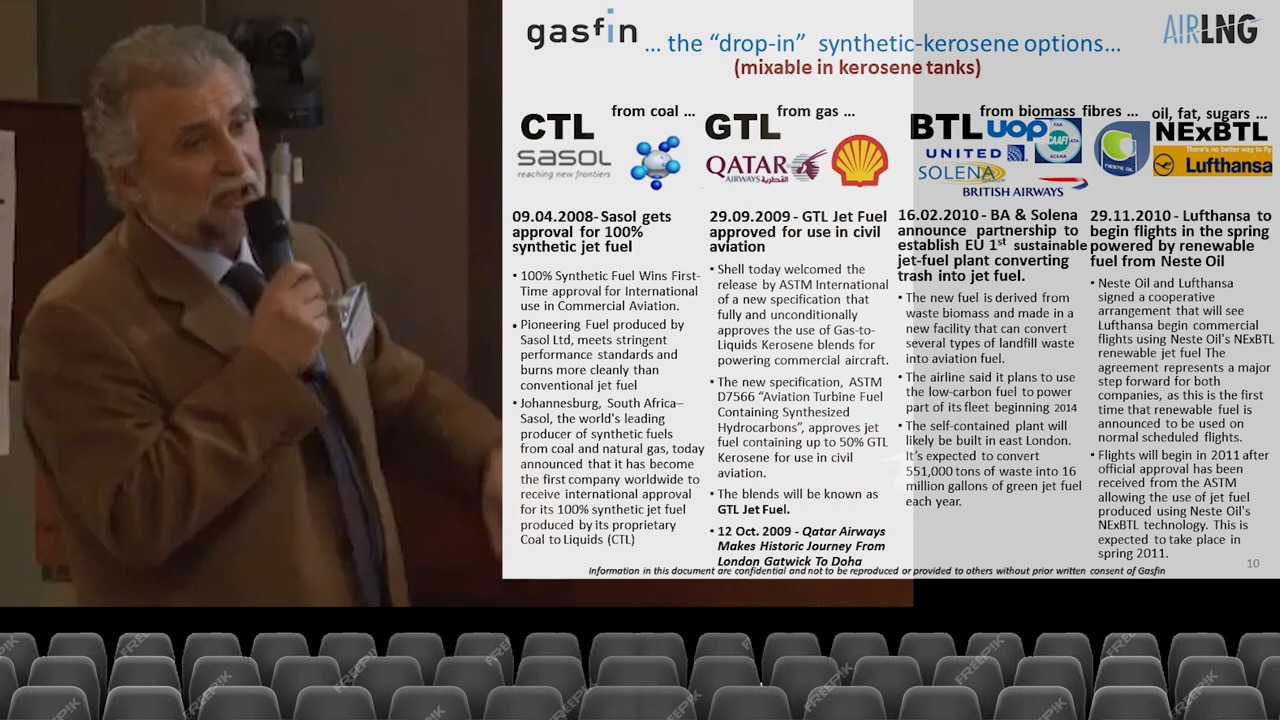 gasfin
… the “drop-in” synthetic-kerosene options…
(mixable in kerosene tanks)
AIRLNG
from coal …
CTL
sasol
reaching new frontiers
09.04.2008- Sasol gets
approval for 100%
synthetic jet fuel
• 100% Synthetic Fuel Wins First-
Time approval for International
use in Commercial Aviation.
• Pioneering Fuel produced by
Sasol Ltd, meets stringent
performance standards and
burns more cleanly than
conventional jet fuel
• Johannesburg, South Africa–
Sasol, the world's leading
producer of synthetic fuels
from coal and natural gas, today
announced that it has become
the first company worldwide to
receive international approval
for its 100% synthetic jet fuel
produced by its proprietary
Coal to Liquids (CTL)
from gas …
GTL
QATAR
AIRWAYS القطرية
29.09.2009 - GTL Jet Fuel
approved for use in civil
aviation
• Shell today welcomed the
release by ASTM International
of a new specification that
fully and unconditionally
approves the use of Gas-to-
Liquids Kerosene blends for
powering commercial aircraft.
• The new specification, ASTM
D7566 “Aviation Turbine Fuel
Containing Synthesized
Hydrocarbons”, approves jet
fuel containing up to 50% GTL
Kerosene for use in civil
aviation.
• The blends will be known as
GTL Jet Fuel.
• 12 Oct. 2009 - Qatar Airways
Makes Historic Journey From
London Gatwick To Doha
from biomass fibres …
BTL
uop
FAA
CAAFI
ATA
ACI-NA
UNITED
SOLENA
GROUP
BRITISH AIRWAYS
16.02.2010 - BA & Solena
announce partnership to
establish EU 1st sustainable
jet-fuel plant converting
trash into jet fuel.
• The new fuel is derived from
waste biomass and made in a
new facility that can convert
several types of landfill waste
into aviation fuel.
• The airline said it plans to use
the low-carbon fuel to power
part of its fleet beginning 2014
• The self-contained plant will
likely be built in east London.
It’s expected to convert
551,000 tons of waste into 16
million gallons of green jet fuel
each year.
oil, fat, sugars …
NExBTL
NESTE OIL
There's no better way to fly.
Lufthansa
29.11.2010 - Lufthansa to
begin flights in the spring
powered by renewable
fuel from Neste Oil
• Neste Oil and Lufthansa
signed a cooperative
arrangement that will see
Lufthansa begin commercial
flights using Neste Oil's NExBTL
renewable jet fuel The
agreement represents a major
step forward for both
companies, as this is the first
time that renewable fuel is
announced to be used on
normal scheduled flights.
• Flights will begin in 2011 after
official approval has been
received from the ASTM
allowing the use of jet fuel
produced using Neste Oil's
NExBTL technology. This is
expected to take place in
spring 2011.
Information in this document are confidential and not to be reproduced or provided to others without prior written consent of Gasfin
10
FREEPIK